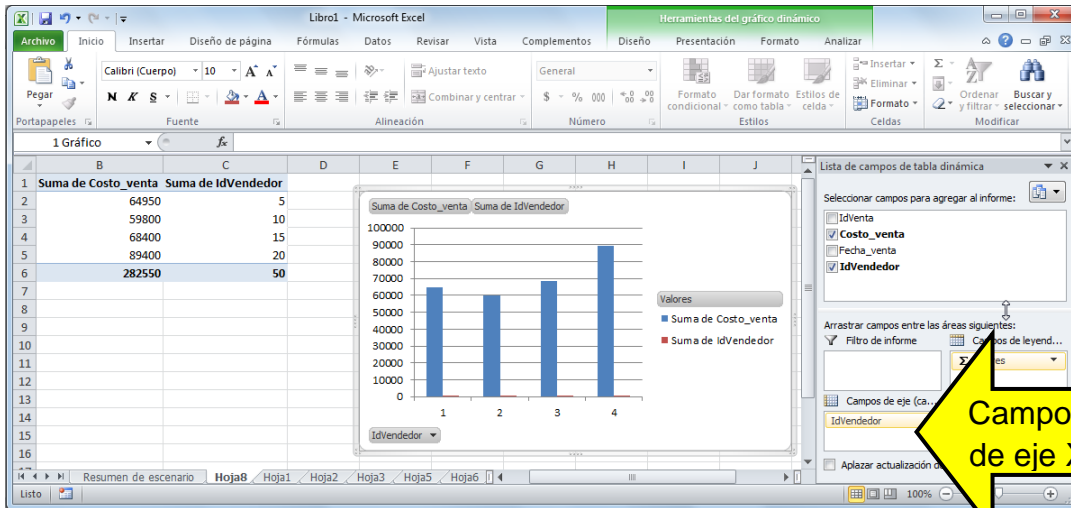 Libro1 - Microsoft Excel
Herramientas del gráfico dinámico
Archivo Inicio Insertar Diseño de página Fórmulas Datos Revisar Vista Complementos Diseño Presentación Formato Analizar
Pegar
Calibri (Cuerpo) 10 A A
N K S
Ajustar texto
Combinar y centrar
General
$ % 000
Formato condicional
Dar formato como tabla
Estilos de celda
Insertar
Eliminar
Formato
Ordenar y filtrar
Buscar y seleccionar
Portapapeles Fuente Alineación Número Estilos Celdas Modificar
1 Gráfico fx
B C D E F G H I J
1 Suma de Costo_venta Suma de IdVendedor
2 64950 5
3 59800 10
4 68400 15
5 89400 20
6 282550 50
7
8
9
10
11
12
13
14
15
16
Suma de Costo_venta Suma de IdVendedor
100000
90000
80000
70000
60000
50000
40000
30000
20000
10000
0
1 2 3 4
Valores
Suma de Costo_venta
Suma de IdVendedor
IdVendedor
Lista de campos de tabla dinámica
Seleccionar campos para agregar al informe:
IdVenta
Costo_venta
Fecha_venta
IdVendedor
Arrastrar campos entre las áreas siguientes:
Filtro de informe
de leyend...
Σ
Campos de eje (ca...
IdVendedor
Aplazar actualización
Campo
de eje X
Resumen de escenario Hoja8 Hoja1 Hoja2 Hoja3 Hoja5 Hoja6
Listo 100%